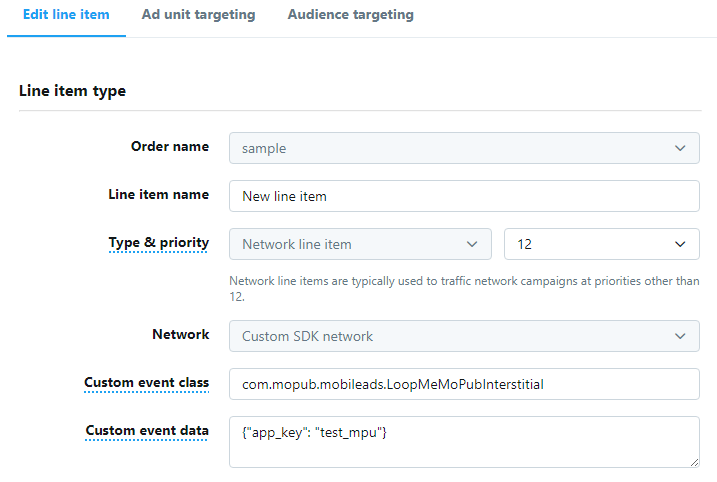 Edit line item Ad unit targeting Audience targeting
Line item type
Order name sample
Line item name New line item
Type & priority Network line item 12
Network line items are typically used to traffic network campaigns at priorities other than
12.
Network Custom SDK network
Custom event class com.mopub.mobileads.LoopMeMoPubInterstitial
Custom event data {"app_key": "test_mpu"}